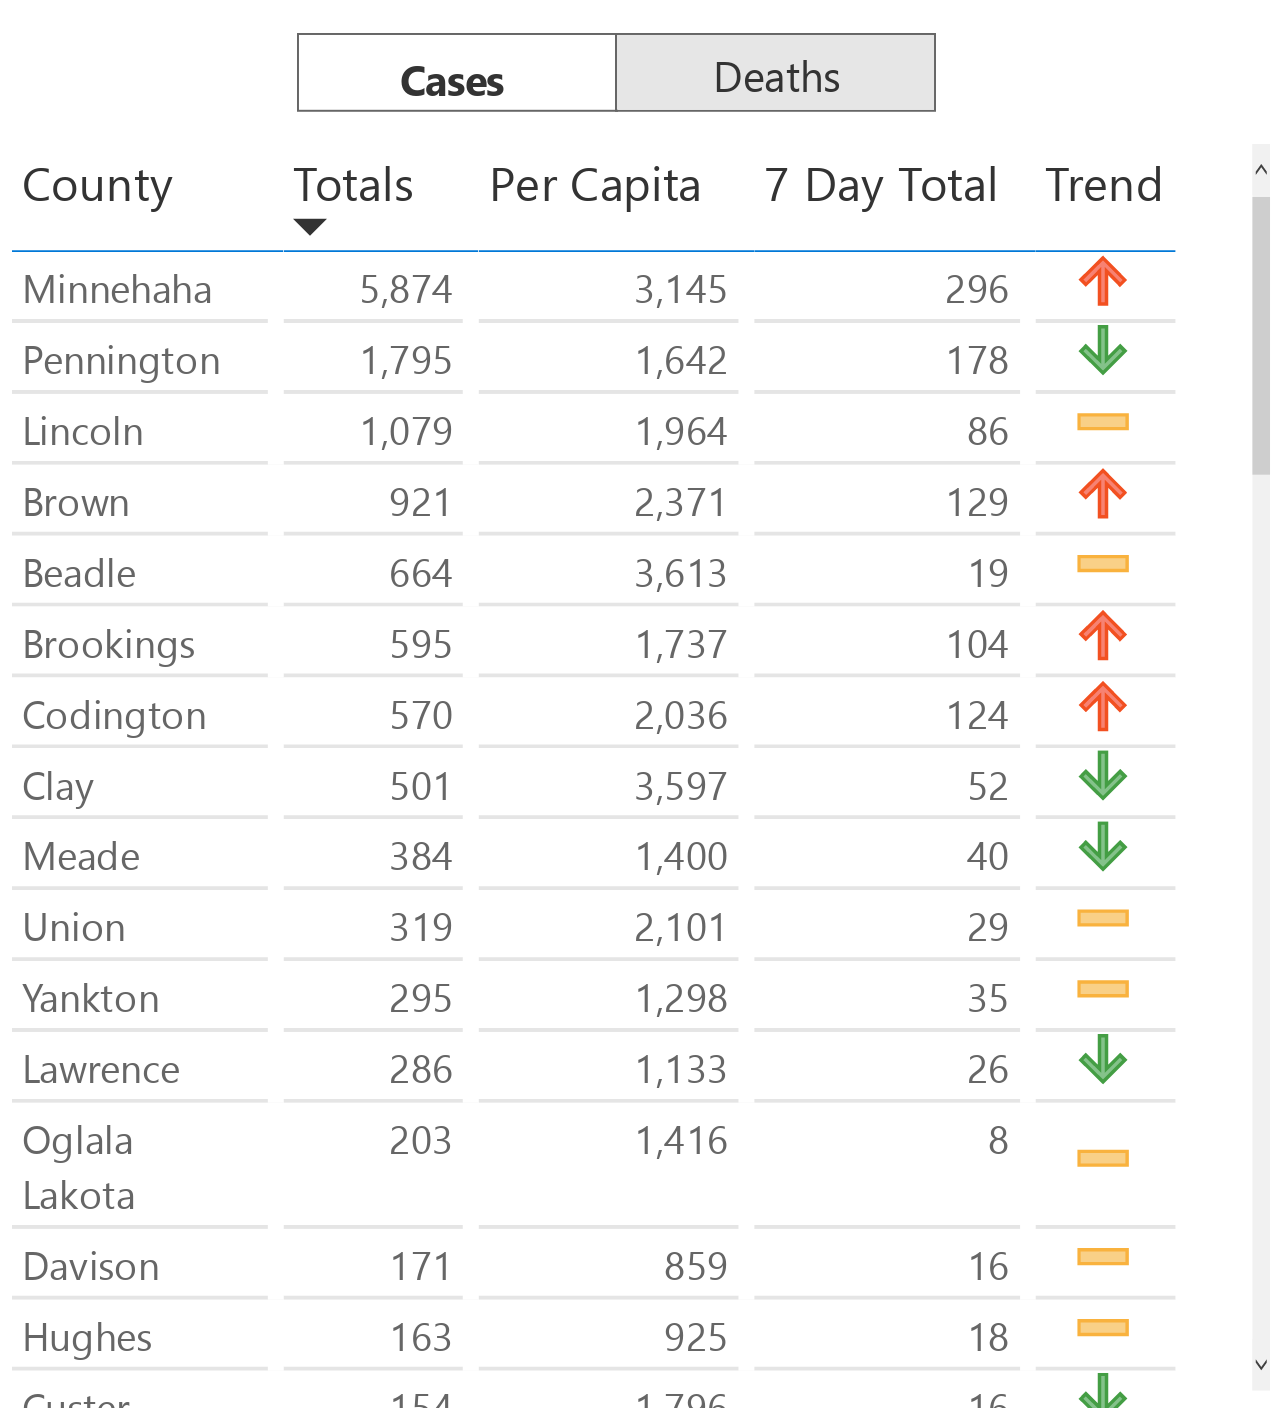 Cases Deaths
County Totals Per Capita 7 Day Total Trend
Minnehaha 5,874 3,145 296
Pennington 1,795 1,642 178
Lincoln 1,079 1,964 86
Brown 921 2,371 129
Beadle 664 3,613 19
Brookings 595 1,737 104
Codington 570 2,036 124
Clay 501 3,597 52
Meade 384 1,400 40
Union 319 2,101 29
Yankton 295 1,298 35
Lawrence 286 1,133 26
Oglala 203 1,416 8
Lakota
Davison 171 859 16
Hughes 163 925 18
Custer 154 1,796 16